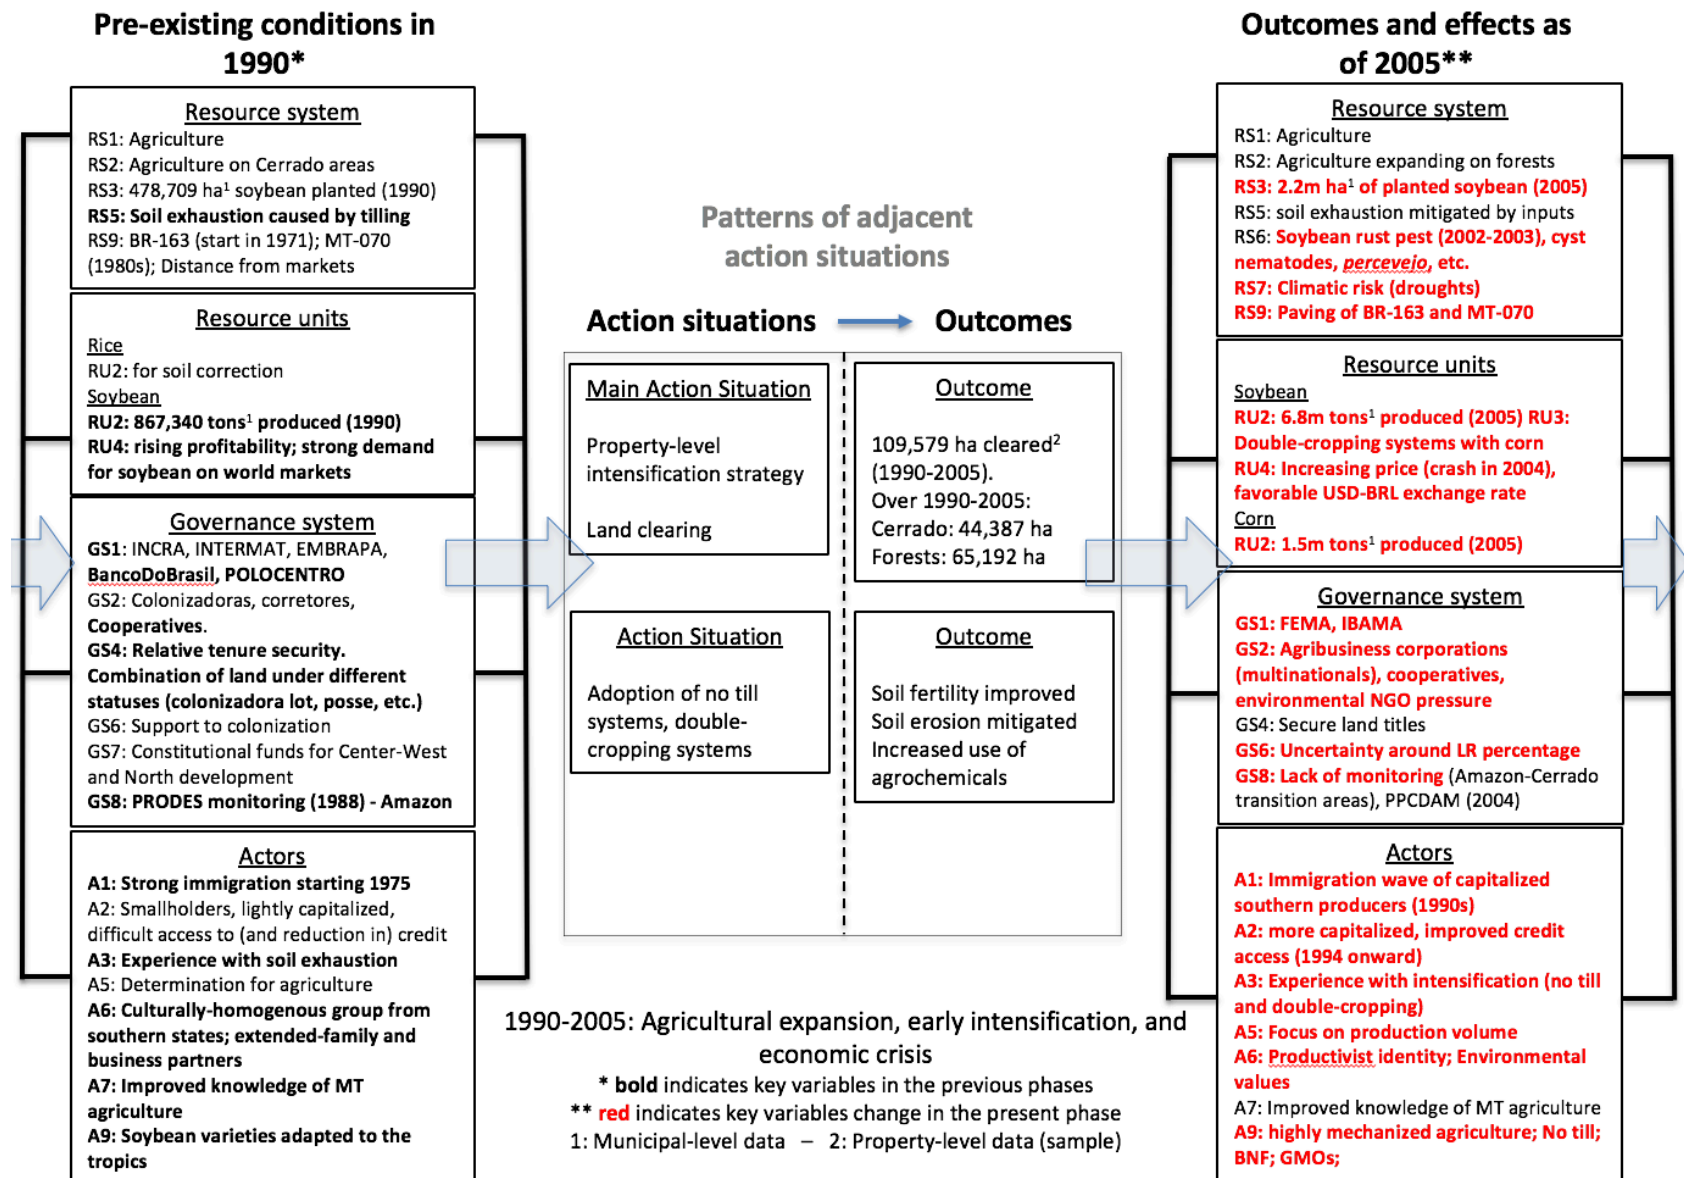 Pre-existing conditions in
1990*
Resource system
RS1: Agriculture
RS2: Agriculture on Cerrado areas
RS3: 478,709 ha1 soybean planted (1990)
RS5: Soil exhaustion caused by tilling
RS9: BR-163 (start in 1971); MT-070
(1980s); Distance from markets
Resource units
Rice
RU2: for soil correction
Soybean
RU2: 867,340 tons1 produced (1990)
RU4: rising profitability; strong demand
for soybean on world markets
Governance system
GS1: INCRA, INTERMAT, EMBRAPA,
BancoDoBrasil, POLOCENTRO
GS2: Colonizadoras, corretores,
Cooperatives.
GS4: Relative tenure security.
Combination of land under different
statuses (colonizadora lot, posse, etc.)
GS6: Support to colonization
GS7: Constitutional funds for Center-West
and North development
GS8: PRODES monitoring (1988) - Amazon
Actors
A1: Strong immigration starting 1975
A2: Smallholders, lightly capitalized,
difficult access to (and reduction in) credit
A3: Experience with soil exhaustion
A5: Determination for agriculture
A6: Culturally-homogenous group from
southern states; extended-family and
business partners
A7: Improved knowledge of MT
agriculture
A9: Soybean varieties adapted to the
tropics
Patterns of adjacent
action situations
Action situations
Outcomes
Main Action Situation
Property-level
intensification strategy
Land clearing
Outcome
109,579 ha cleared2
(1990-2005).
Over 1990-2005:
Cerrado: 44,387 ha
Forests: 65,192 ha
Action Situation
Adoption of no till
systems, double-
cropping systems
Outcome
Soil fertility improved
Soil erosion mitigated
Increased use of
agrochemicals
1990-2005: Agricultural expansion, early intensification, and
economic crisis
* bold indicates key variables in the previous phases
** red indicates key variables change in the present phase
1: Municipal-level data – 2: Property-level data (sample)
Outcomes and effects as
of 2005**
Resource system
RS1: Agriculture
RS2: Agriculture expanding on forests
RS3: 2.2m ha1 of planted soybean (2005)
RS5: soil exhaustion mitigated by inputs
RS6: Soybean rust pest (2002-2003), cyst
nematodes, percevejo, etc.
RS7: Climatic risk (droughts)
RS9: Paving of BR-163 and MT-070
Resource units
Soybean
RU2: 6.8m tons1 produced (2005) RU3:
Double-cropping systems with corn
RU4: Increasing price (crash in 2004),
favorable USD-BRL exchange rate
Corn
RU2: 1.5m tons1 produced (2005)
Governance system
GS1: FEMA, IBAMA
GS2: Agribusiness corporations
(multinationals), cooperatives,
environmental NGO pressure
GS4: Secure land titles
GS6: Uncertainty around LR percentage
GS8: Lack of monitoring (Amazon-Cerrado
transition areas), PPCDAM (2004)
Actors
A1: Immigration wave of capitalized
southern producers (1990s)
A2: more capitalized, improved credit
access (1994 onward)
A3: Experience with intensification (no till
and double-cropping)
A5: Focus on production volume
A6: Productivist identity; Environmental
values
A7: Improved knowledge of MT agriculture
A9: highly mechanized agriculture; No till;
BNF; GMOs;